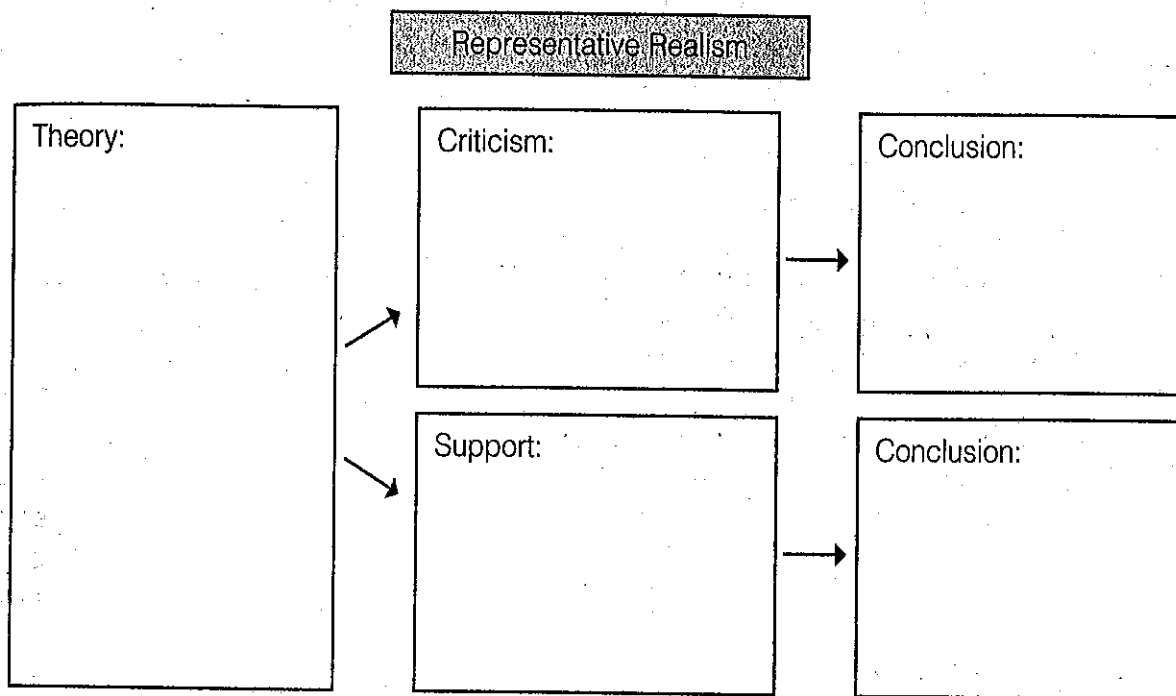 Representative Realism
Theory:
Criticism:
Conclusion:
Support:
Conclusion: